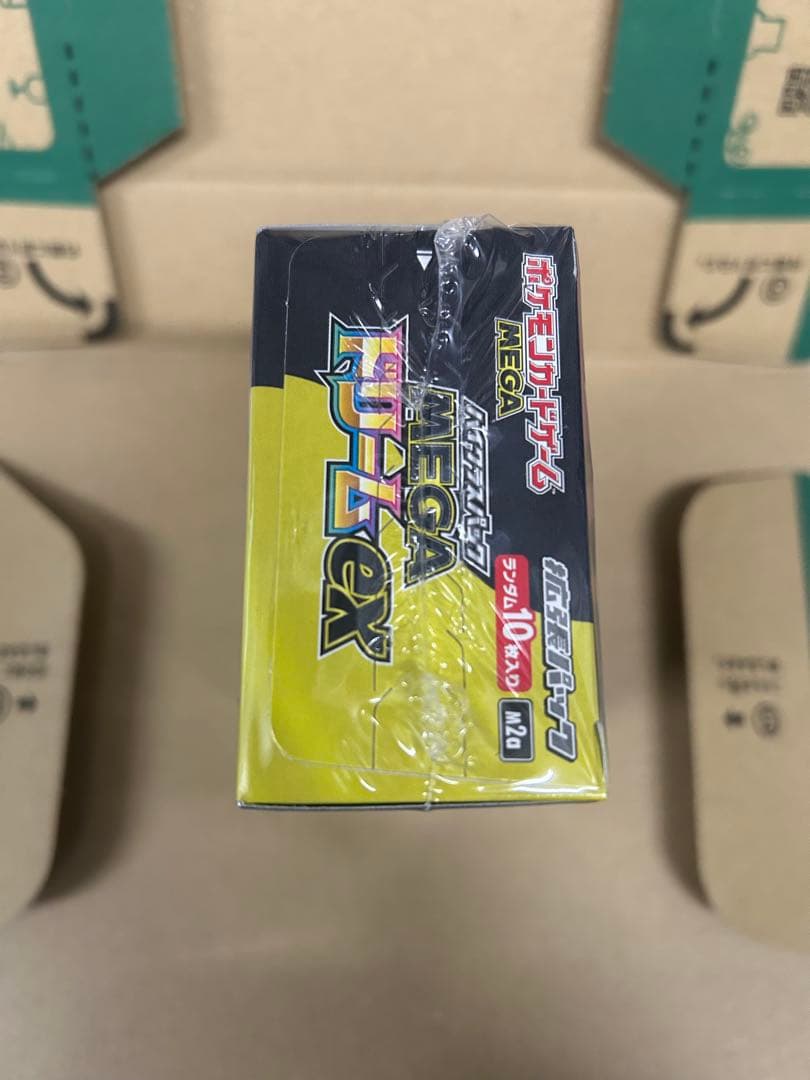 ポケモンカードゲーム
MEGA
拡張パック
ハイクラスパック
MEGA
ドリームex
ランダム10枚入り
M2a